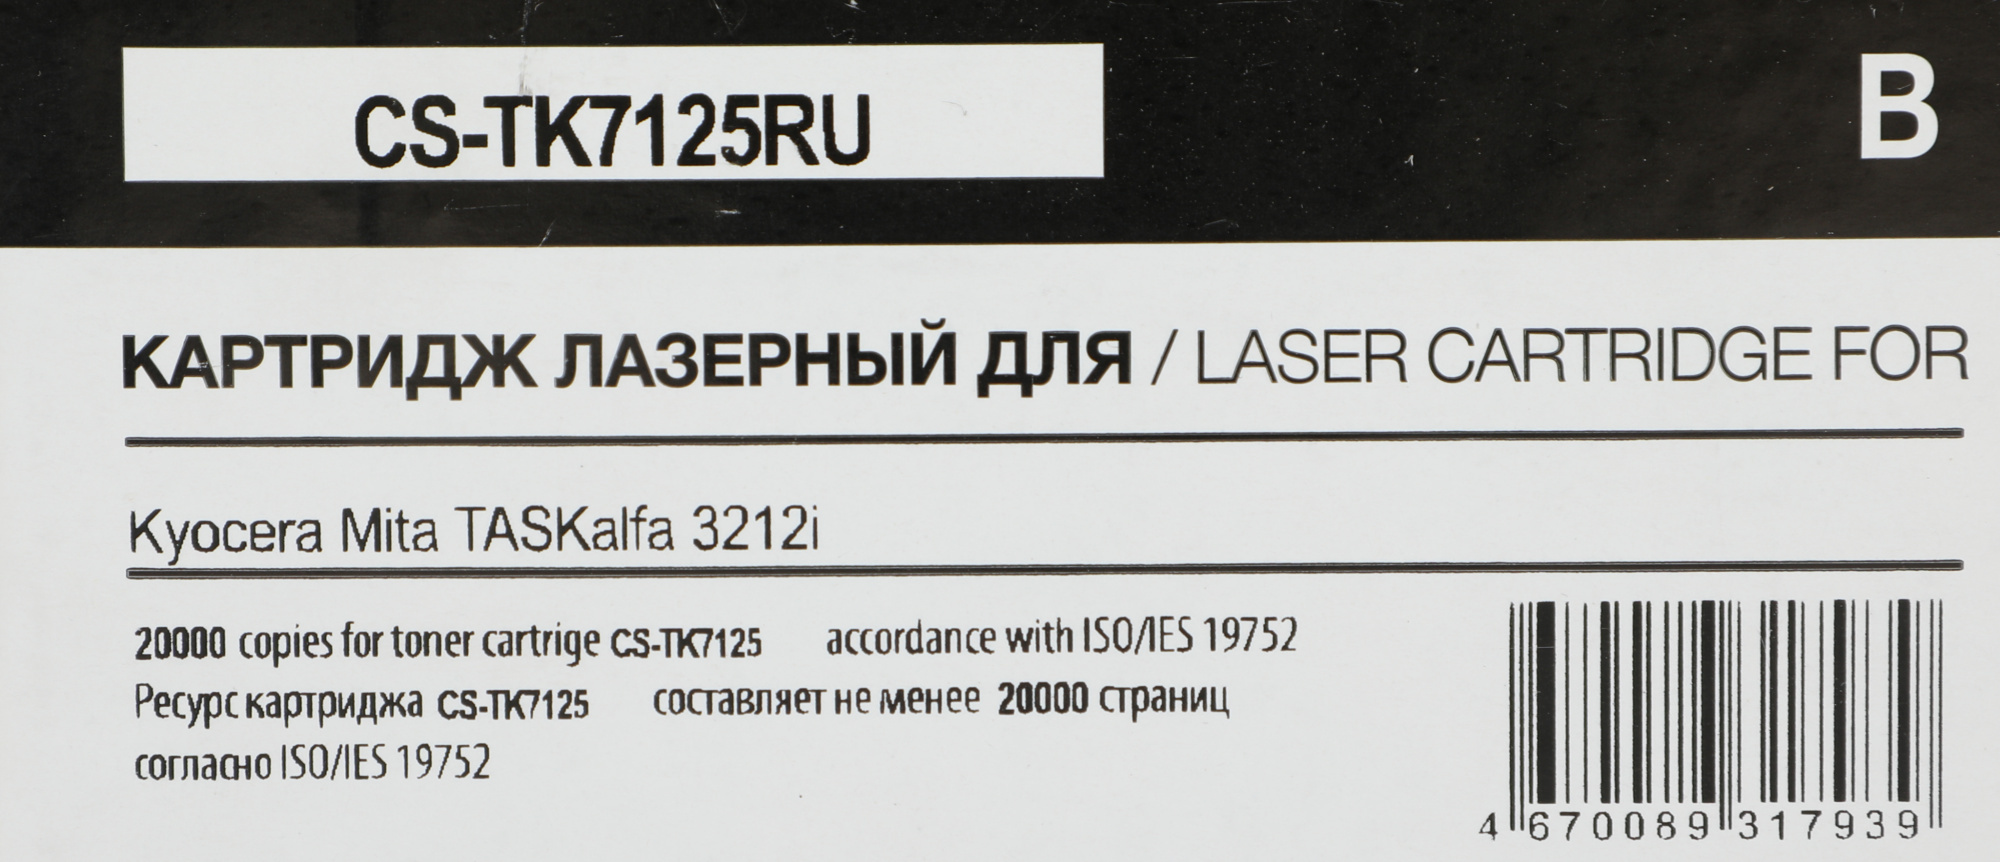 CS-TK7125RU
B
КАРТРИДЖ ЛАЗЕРНЫЙ ДЛЯ / LASER CARTRIDGE FOR
Kyocera Mita TASKalfa 3212i
20000 copies for toner cartrige CS-TK7125 accordance with ISO/IES 19752
Ресурс картриджа CS-TK7125 составляет не менее 20000 страниц
согласно ISO/IES 19752
4 670089 317939